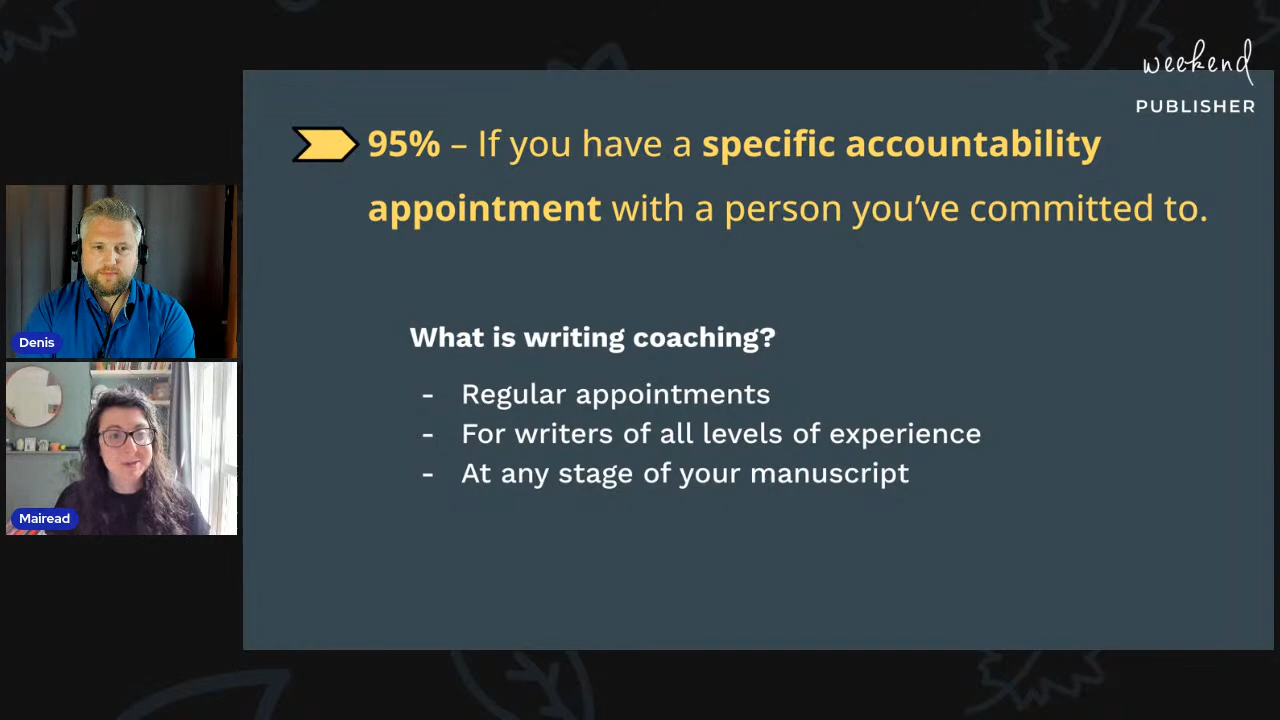 weekend
PUBLISHER
95% – If you have a specific accountability
appointment with a person you’ve committed to.
What is writing coaching?
- Regular appointments
- For writers of all levels of experience
- At any stage of your manuscript
Denis
Mairead